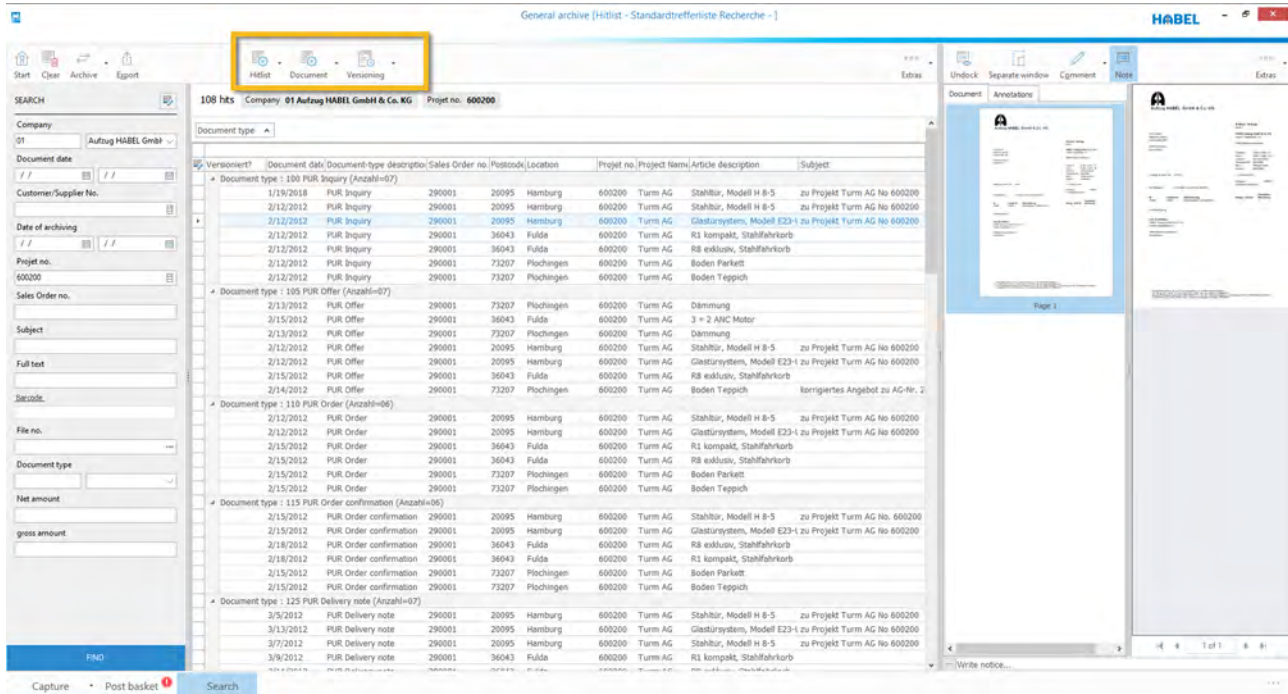 General archive [Hitlist - Standardtrefferliste Recherche - ]
HABEL
Start Clear Archive Export
Hitlist Document Versioning
Extras
Undock Separate window Comment Note
Extras
SEARCH
108 hits Company 01 Aufzug HABEL GmbH & Co. KG Projet no. 600200
Document Annotations
Company
01 Aufzug HABEL GmbH
Document type
Document date
/ / / /
Customer/Supplier No.
Date of archiving
/ / / /
Projet no.
600200
Sales Order no.
Subject
Full text
Barcode
File no.
Document type
Net amount
gross amount
FIND
Versioniert? Document date Document-type descriptio Sales Order no. Postcode Location Projet no. Project Name Article description Subject
Document type : 100 PUR Inquiry (Anzahl=07)
1/19/2018 PUR Inquiry 290001 20095 Hamburg 600200 Turm AG Stahltür, Modell H 8-5 zu Projekt Turm AG No 600200
2/12/2012 PUR Inquiry 290001 20095 Hamburg 600200 Turm AG Stahltür, Modell H 8-5 zu Projekt Turm AG No 600200
2/12/2012 PUR Inquiry 290001 20095 Hamburg 600200 Turm AG Glastürsystem, Modell E23-t zu Projekt Turm AG No 600200
2/12/2012 PUR Inquiry 290001 36043 Fulda 600200 Turm AG R1 kompakt, Stahlfahrkorb
2/12/2012 PUR Inquiry 290001 36043 Fulda 600200 Turm AG R8 exklusiv, Stahlfahrkorb
2/12/2012 PUR Inquiry 290001 73207 Plochingen 600200 Turm AG Boden Parkett
2/12/2012 PUR Inquiry 290001 73207 Plochingen 600200 Turm AG Boden Teppich
Document type : 105 PUR Offer (Anzahl=07)
2/13/2012 PUR Offer 290001 73207 Plochingen 600200 Turm AG Dämmung
2/15/2012 PUR Offer 290001 36043 Fulda 600200 Turm AG 3 = 2 ANC Motor
2/13/2012 PUR Offer 290001 73207 Plochingen 600200 Turm AG Dämmung
2/12/2012 PUR Offer 290001 20095 Hamburg 600200 Turm AG Stahltür, Modell H 8-5 zu Projekt Turm AG No 600200
2/12/2012 PUR Offer 290001 20095 Hamburg 600200 Turm AG Glastürsystem, Modell E23-t zu Projekt Turm AG No 600200
2/15/2012 PUR Offer 290001 36043 Fulda 600200 Turm AG R8 exklusiv, Stahlfahrkorb
2/14/2012 PUR Offer 290001 73207 Plochingen 600200 Turm AG Boden Teppich korrigiertes Angebot zu AG-Nr. 2
Document type : 110 PUR Order (Anzahl=06)
2/12/2012 PUR Order 290001 20095 Hamburg 600200 Turm AG Stahltür, Modell H 8-5 zu Projekt Turm AG No 600200
2/12/2012 PUR Order 290001 20095 Hamburg 600200 Turm AG Glastürsystem, Modell E23-t zu Projekt Turm AG No 600200
2/15/2012 PUR Order 290001 36043 Fulda 600200 Turm AG R1 kompakt, Stahlfahrkorb
2/15/2012 PUR Order 290001 36043 Fulda 600200 Turm AG R8 exklusiv, Stahlfahrkorb
2/15/2012 PUR Order 290001 73207 Plochingen 600200 Turm AG Boden Parkett
2/15/2012 PUR Order 290001 73207 Plochingen 600200 Turm AG Boden Teppich
Document type : 115 PUR Order confirmation (Anzahl=06)
2/15/2012 PUR Order confirmation 290001 20095 Hamburg 600200 Turm AG Stahltür, Modell H 8-5 zu Projekt Turm AG No. 600200
2/15/2012 PUR Order confirmation 290001 20095 Hamburg 600200 Turm AG Glastürsystem, Modell E23-t zu Projekt Turm AG No 600200
2/18/2012 PUR Order confirmation 290001 36043 Fulda 600200 Turm AG R8 exklusiv, Stahlfahrkorb
2/18/2012 PUR Order confirmation 290001 36043 Fulda 600200 Turm AG R1 kompakt, Stahlfahrkorb
2/15/2012 PUR Order confirmation 290001 73207 Plochingen 600200 Turm AG Boden Parkett
2/15/2012 PUR Order confirmation 290001 73207 Plochingen 600200 Turm AG Boden Teppich
Document type : 125 PUR Delivery note (Anzahl=07)
3/5/2012 PUR Delivery note 290001 20095 Hamburg 600200 Turm AG Stahltür, Modell H 8-5 zu Projekt Turm AG No 600200
3/13/2012 PUR Delivery note 290001 20095 Hamburg 600200 Turm AG Glastürsystem, Modell E23-t zu Projekt Turm AG No 600200
3/7/2012 PUR Delivery note 290001 20095 Hamburg 600200 Turm AG Stahltür, Modell H 8-5 zu Projekt Turm AG No 600200
3/9/2012 PUR Delivery note 290001 36043 Fulda 600200 Turm AG R1 kompakt, Stahlfahrkorb
Page 1
1 of 1
Write notice...
Capture Post basket Search